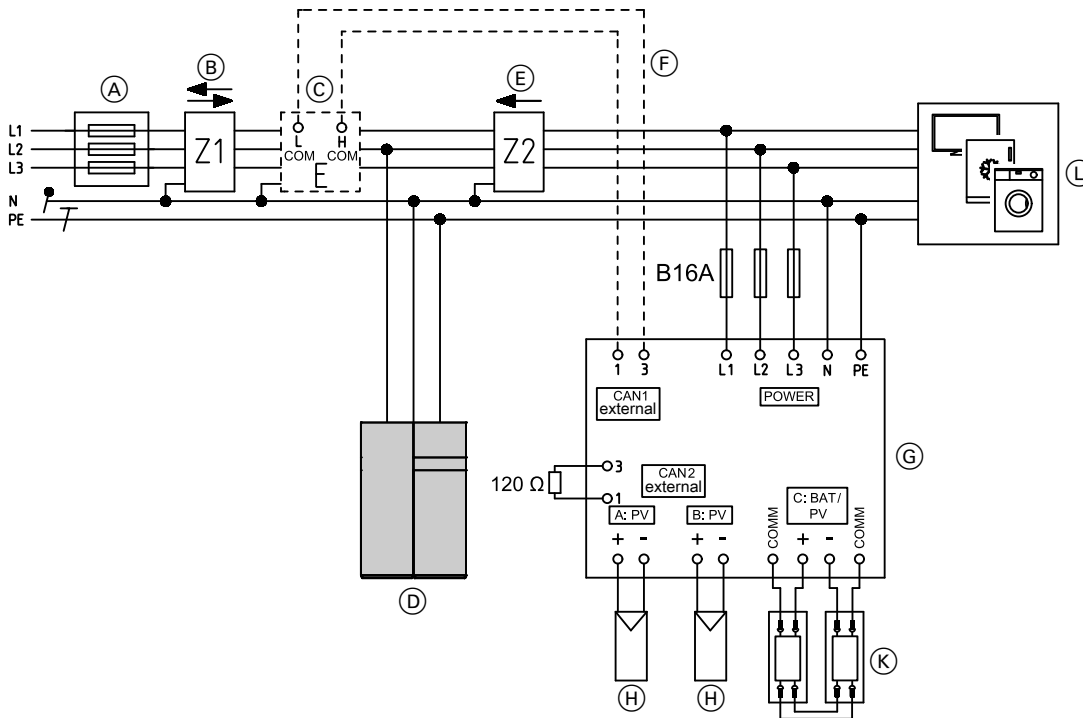 F
B
E
A
C
L1
L2
L3
N
PE
Z1
L
H
COM
COM
E
Z2
L
B16A
1
3
L1
L2
L3
N
PE
CAN1
external
POWER
G
3
120 Ω
CAN2
external
1
C: BAT/
PV
A: PV
B: PV
COMM
COMM
+
-
+
-
+
-
D
K
H
H